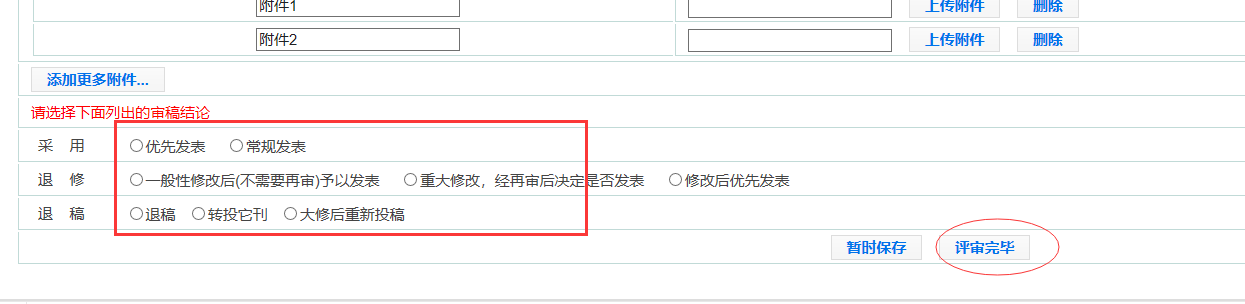 附件1 上传附件 删除
附件2 上传附件 删除
添加更多附件...
请选择下面列出的审稿结论
采 用 优先发表 常规发表
退 修 一般性修改后(不需要再审)予以发表 重大修改，经再审后决定是否发表 修改后优先发表
退 稿 退稿 转投它刊 大修后重新投稿
暂时保存 评审完毕